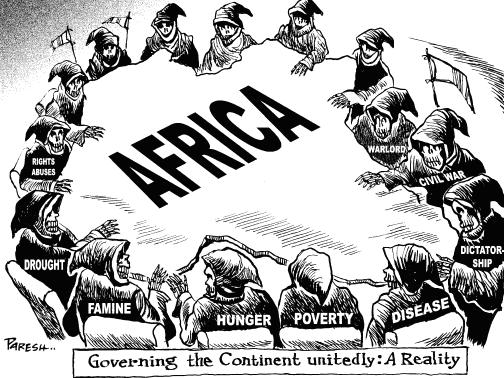 AFRICA
RIGHTS
ABUSES
WARLORD
CIVIL WAR
DROUGHT
DICTATOR-
SHIP
FAMINE
HUNGER
POVERTY
DISEASE
PARESH..
Governing the Continent unitedly: A Reality